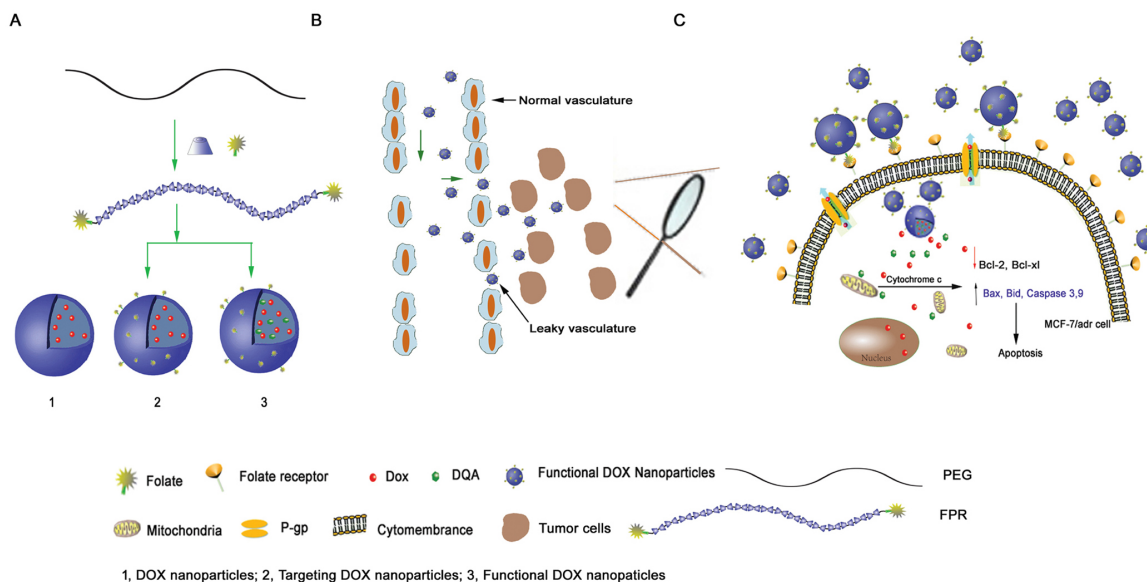 A
B
C
Normal vasculature
Leaky vasculature
Bcl-2, Bcl-xl
Cytochrome c
Bax, Bid, Caspase 3,9
MCF-7/adr cell
Nucleus
Apoptosis
1
2
3
Folate
Folate receptor
Dox
DQA
Functional DOX Nanoparticles
PEG
Mitochondria
P-gp
Cytomembrance
Tumor cells
FPR
1, DOX nanoparticles; 2, Targeting DOX nanoparticles; 3, Functional DOX nanopaticles